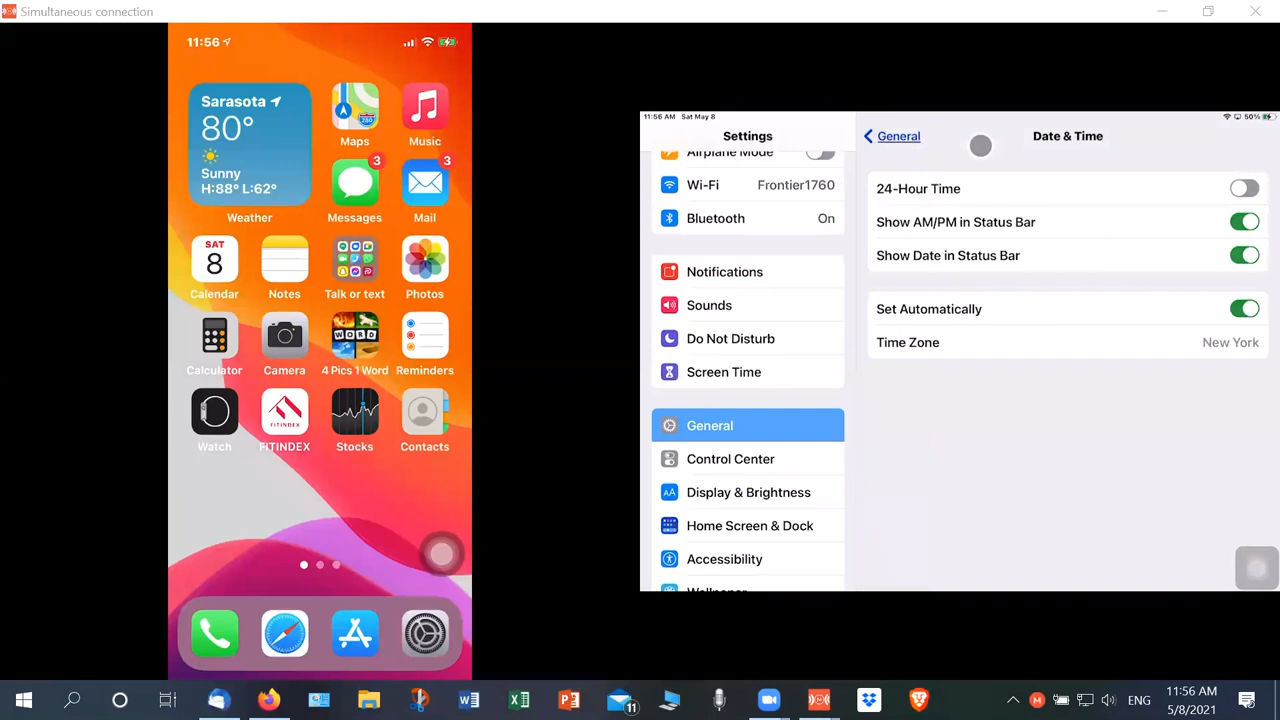 Simultaneous connection
11:56
Sarasota
80°
Sunny
H:88° L:62°
Weather
Maps
Music
3
Messages
3
Mail
SAT
8
Calendar
Notes
Talk or text
Photos
Calculator
Camera
WORD
4 Pics 1 Word
Reminders
Watch
FITINDEX
FITINDEX
Stocks
Contacts
11:56 AM Sat May 8
50%
Settings
Airplane Mode
Wi-Fi Frontier1760
Bluetooth On
Notifications
Sounds
Do Not Disturb
Screen Time
General
Control Center
AA Display & Brightness
Home Screen & Dock
Accessibility
Wallpaper
General
Date & Time
24-Hour Time
Show AM/PM in Status Bar
Show Date in Status Bar
Set Automatically
Time Zone New York
11
ENG
11:56 AM
5/8/2021